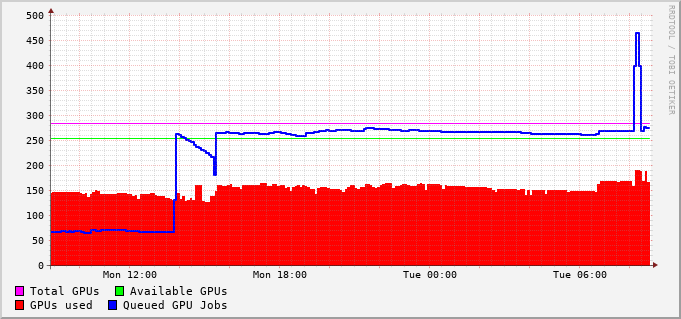 500
450
400
350
300
250
200
150
100
50
0
Mon 12:00 Mon 18:00 Tue 00:00 Tue 06:00
Total GPUs Available GPUs
GPUs used Queued GPU Jobs
RRDTOOL / TOBI OETIKER